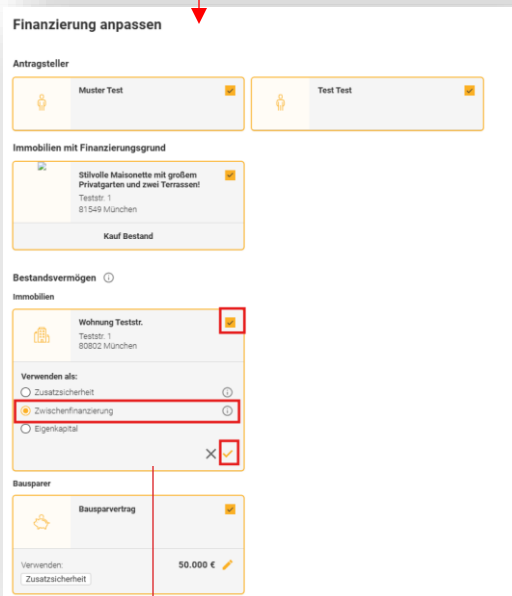 Finanzierung anpassen
Antragsteller
Muster Test
Test Test
Immobilien mit Finanzierungsgrund
Stilvolle Maisonette mit großem
Privatgarten und zwei Terrassen!
Teststr. 1
81549 München
Kauf Bestand
Bestandsvermögen
Immobilien
Wohnung Teststr.
Teststr. 1
80802 München
Verwenden als:
Zusatzsicherheit
Zwischenfinanzierung
Eigenkapital
Bausparer
Bausparvertrag
Verwenden:
50.000 €
Zusatzsicherheit